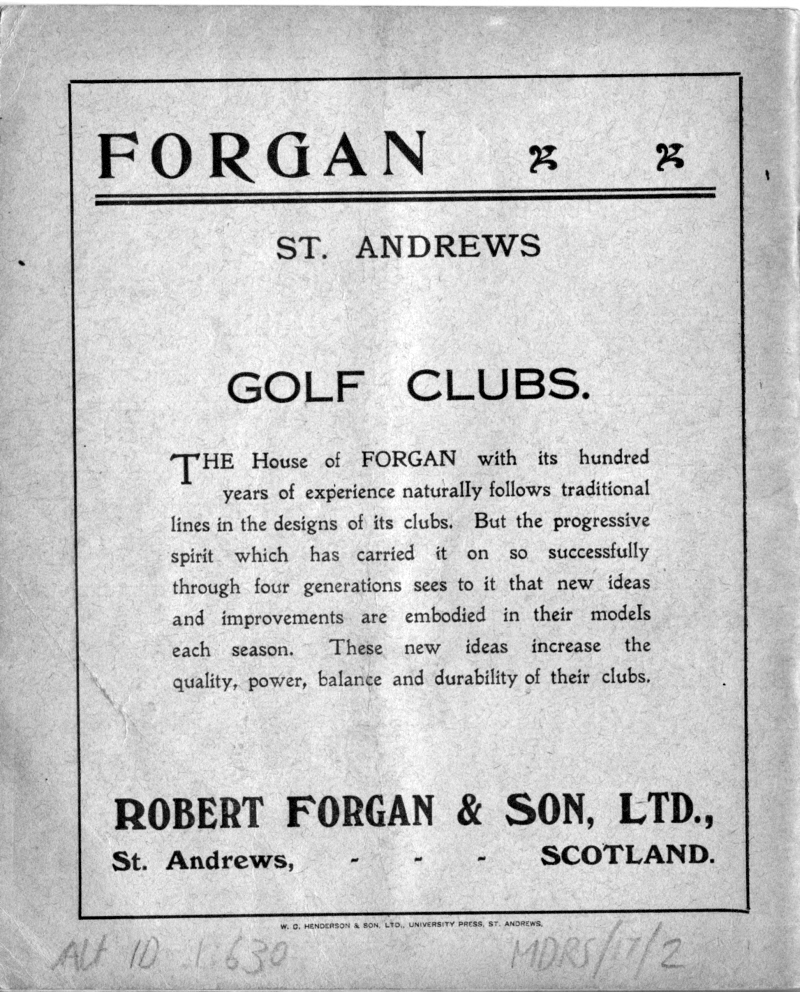 FORGAN
ST. ANDREWS
GOLF CLUBS.
THE House of FORGAN with its hundred
years of experience naturally follows traditional
lines in the designs of its clubs. But the progressive
spirit which has carried it on so successfully
through four generations sees to it that new ideas
and improvements are embodied in their models
each season. These new ideas increase the
quality, power, balance and durability of their clubs.
ROBERT FORGAN & SON, LTD.,
St. Andrews, - - - SCOTLAND.
W. C. HENDERSON & SON, LTD., UNIVERSITY PRESS, ST. ANDREWS.
Alt ID 1.630 MDRS/17/2